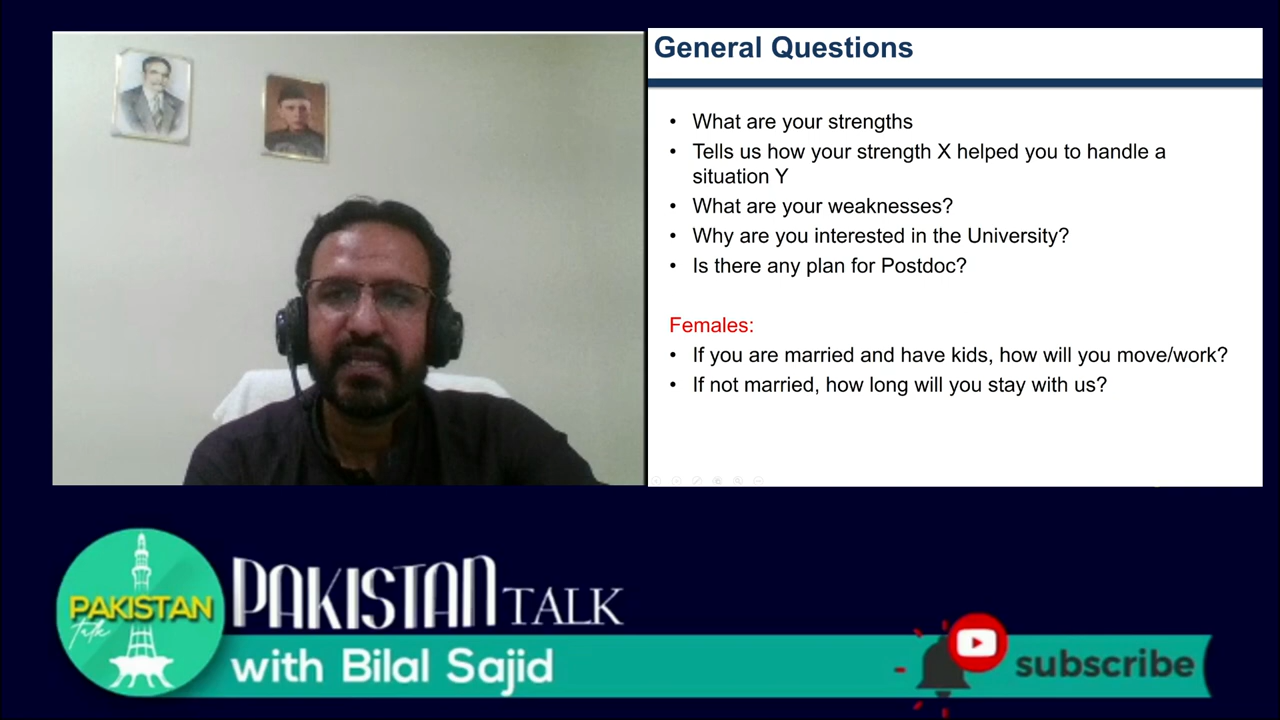 General Questions
• What are your strengths
• Tells us how your strength X helped you to handle a
situation Y
• What are your weaknesses?
• Why are you interested in the University?
• Is there any plan for Postdoc?
Females:
• If you are married and have kids, how will you move/work?
• If not married, how long will you stay with us?
PAKISTAN
Talk
PAKISTAN TALK
with Bilal Sajid
subscribe